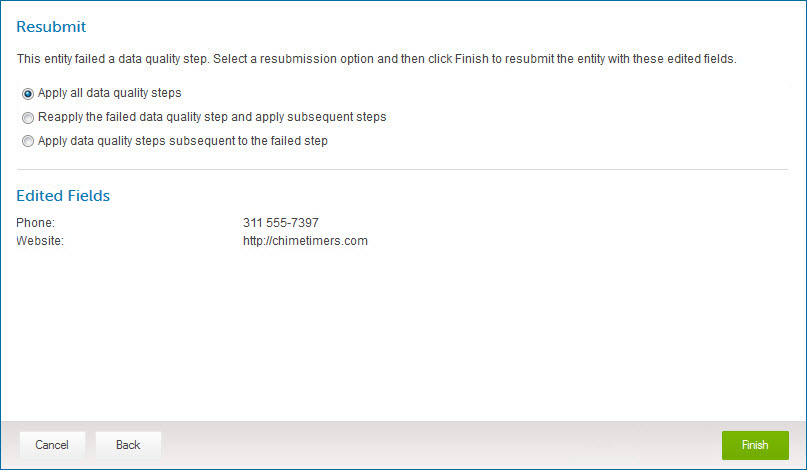 Resubmit
This entity failed a data quality step. Select a resubmission option and then click Finish to resubmit the entity with these edited fields.
Apply all data quality steps
Reapply the failed data quality step and apply subsequent steps
Apply data quality steps subsequent to the failed step
Edited Fields
Phone: 311 555-7397
Website: http://chimetimers.com
Cancel Back Finish